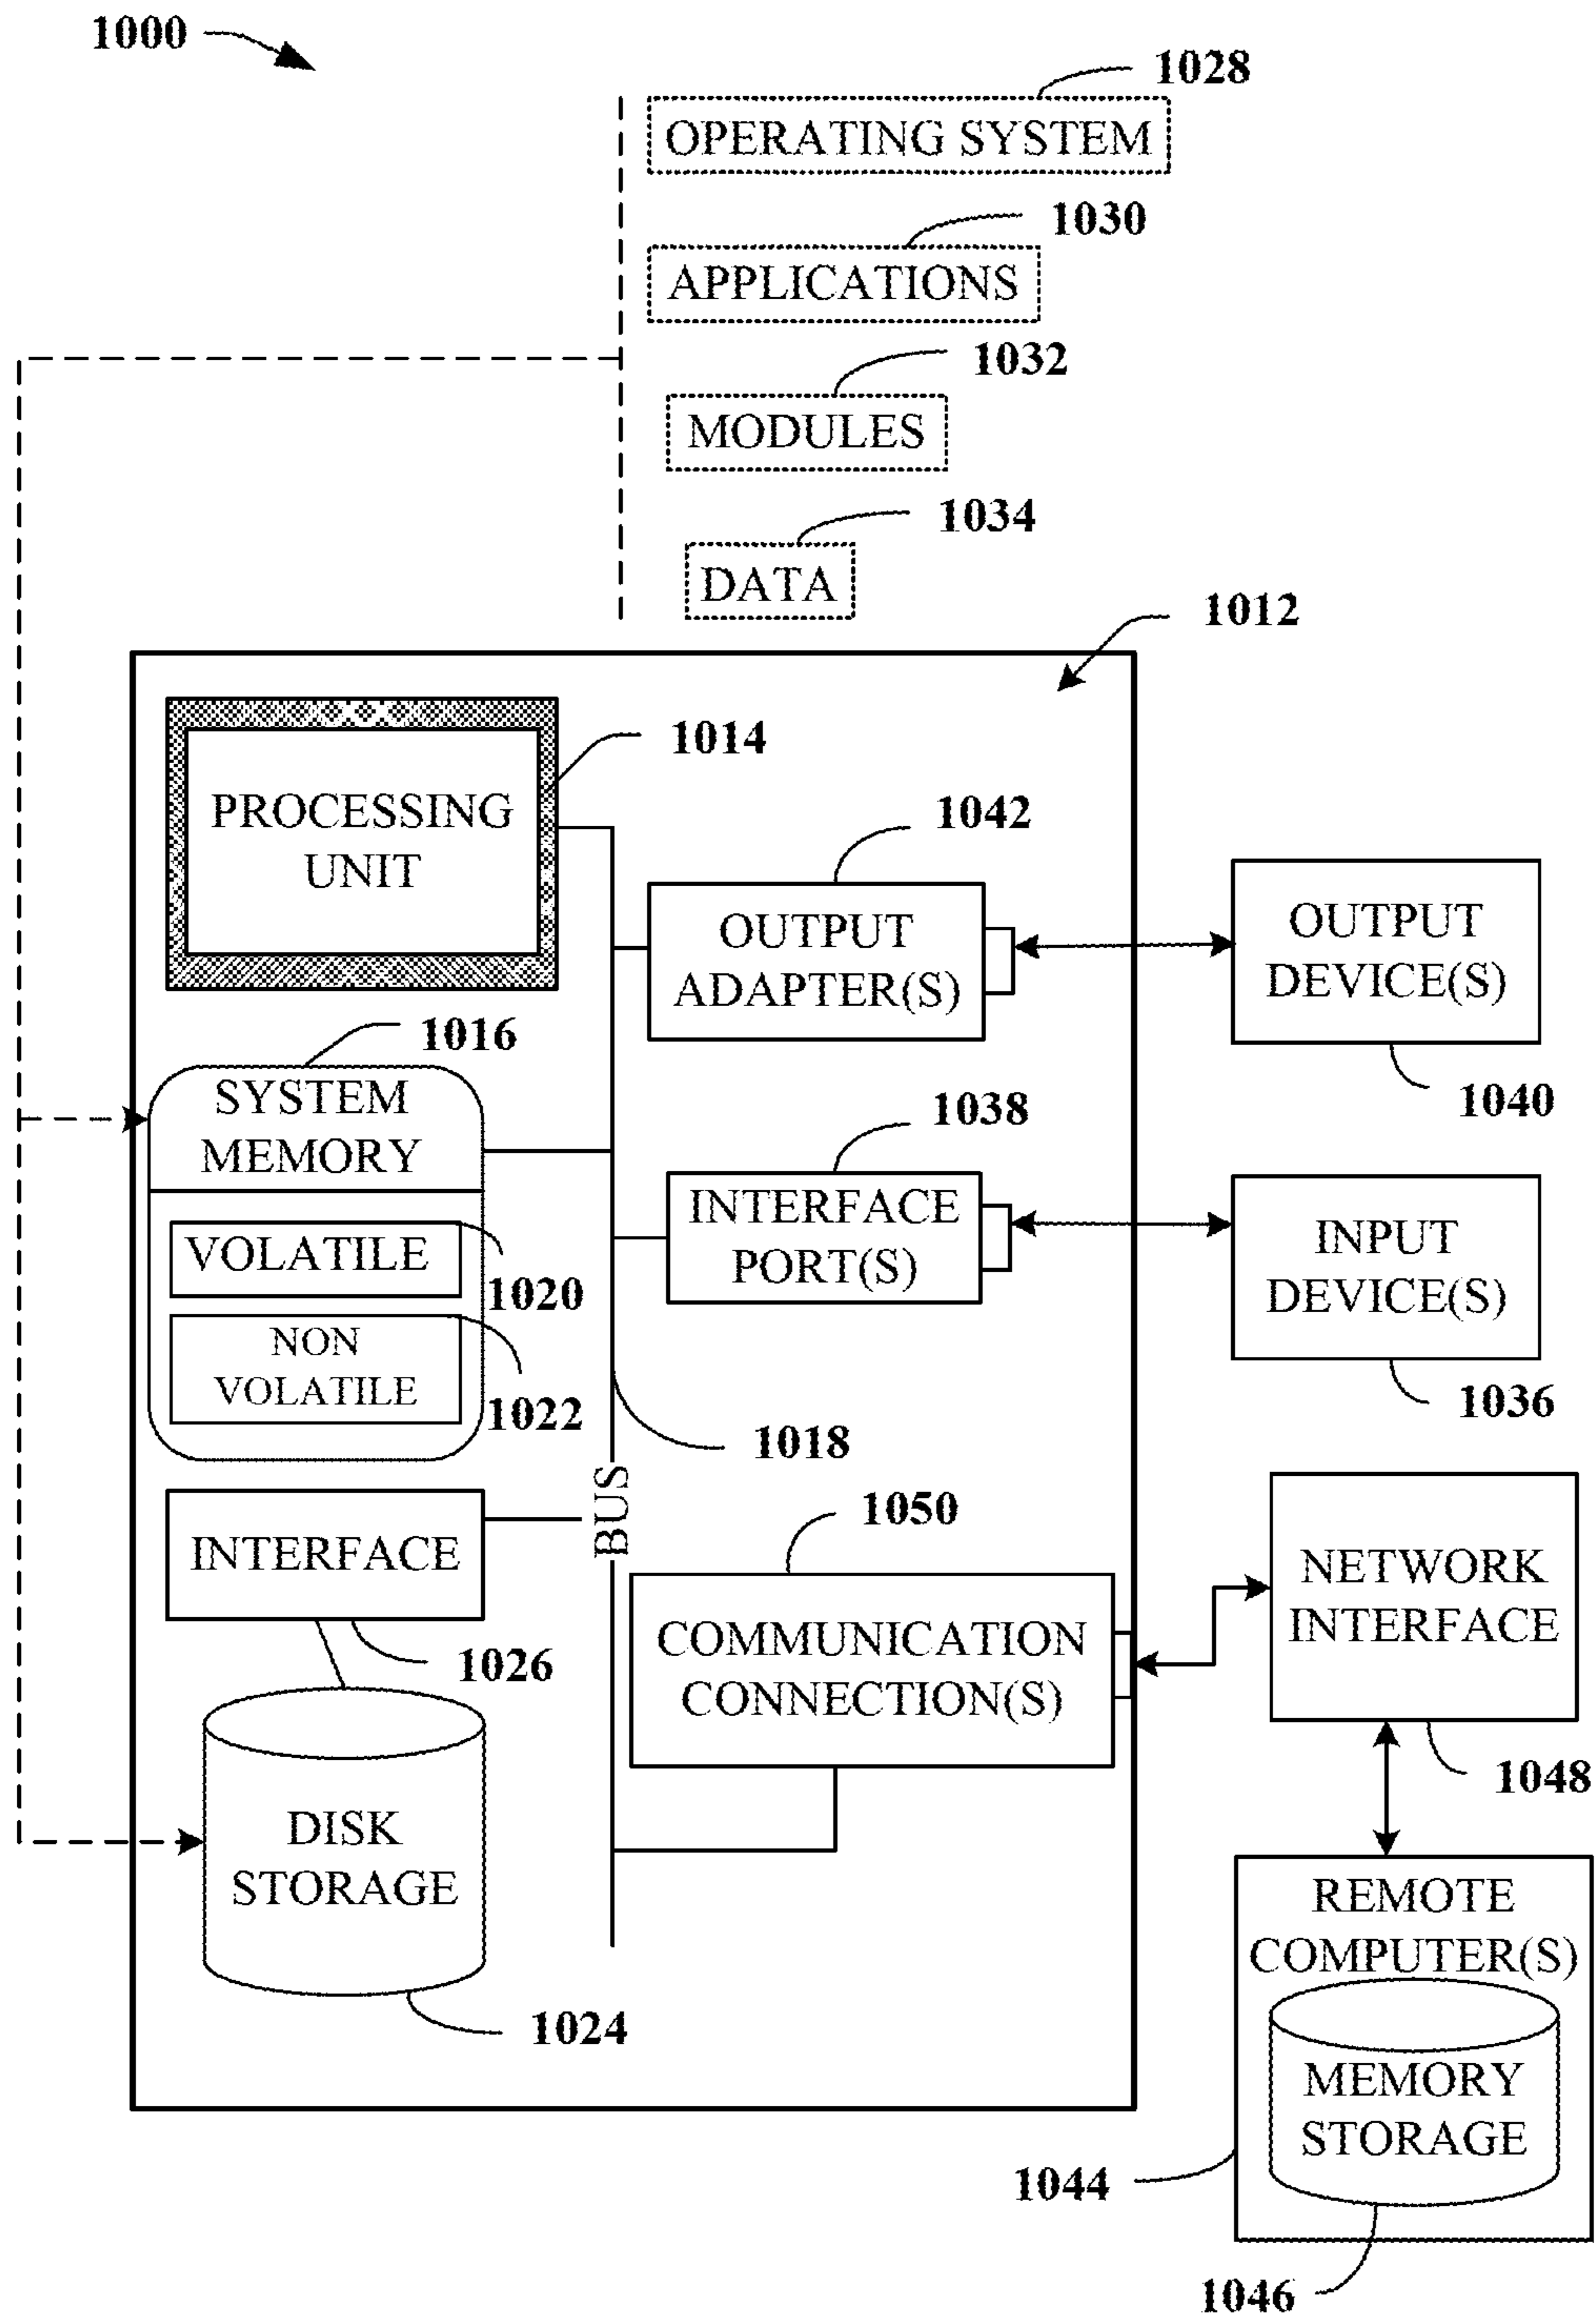 1000
1028
OPERATING SYSTEM
1030
APPLICATIONS
1032
MODULES
1034
DATA
1012
PROCESSING
UNIT
1014
1042
OUTPUT
ADAPTER(S)
OUTPUT
DEVICE(S)
1040
1016
SYSTEM
MEMORY
VOLATILE
1020
NON
VOLATILE
1022
1038
INTERFACE
PORT(S)
INPUT
DEVICE(S)
1036
1018
BUS
INTERFACE
1026
1050
COMMUNICATION
CONNECTION(S)
NETWORK
INTERFACE
1048
DISK
STORAGE
1024
REMOTE
COMPUTER(S)
MEMORY
STORAGE
1044
1046